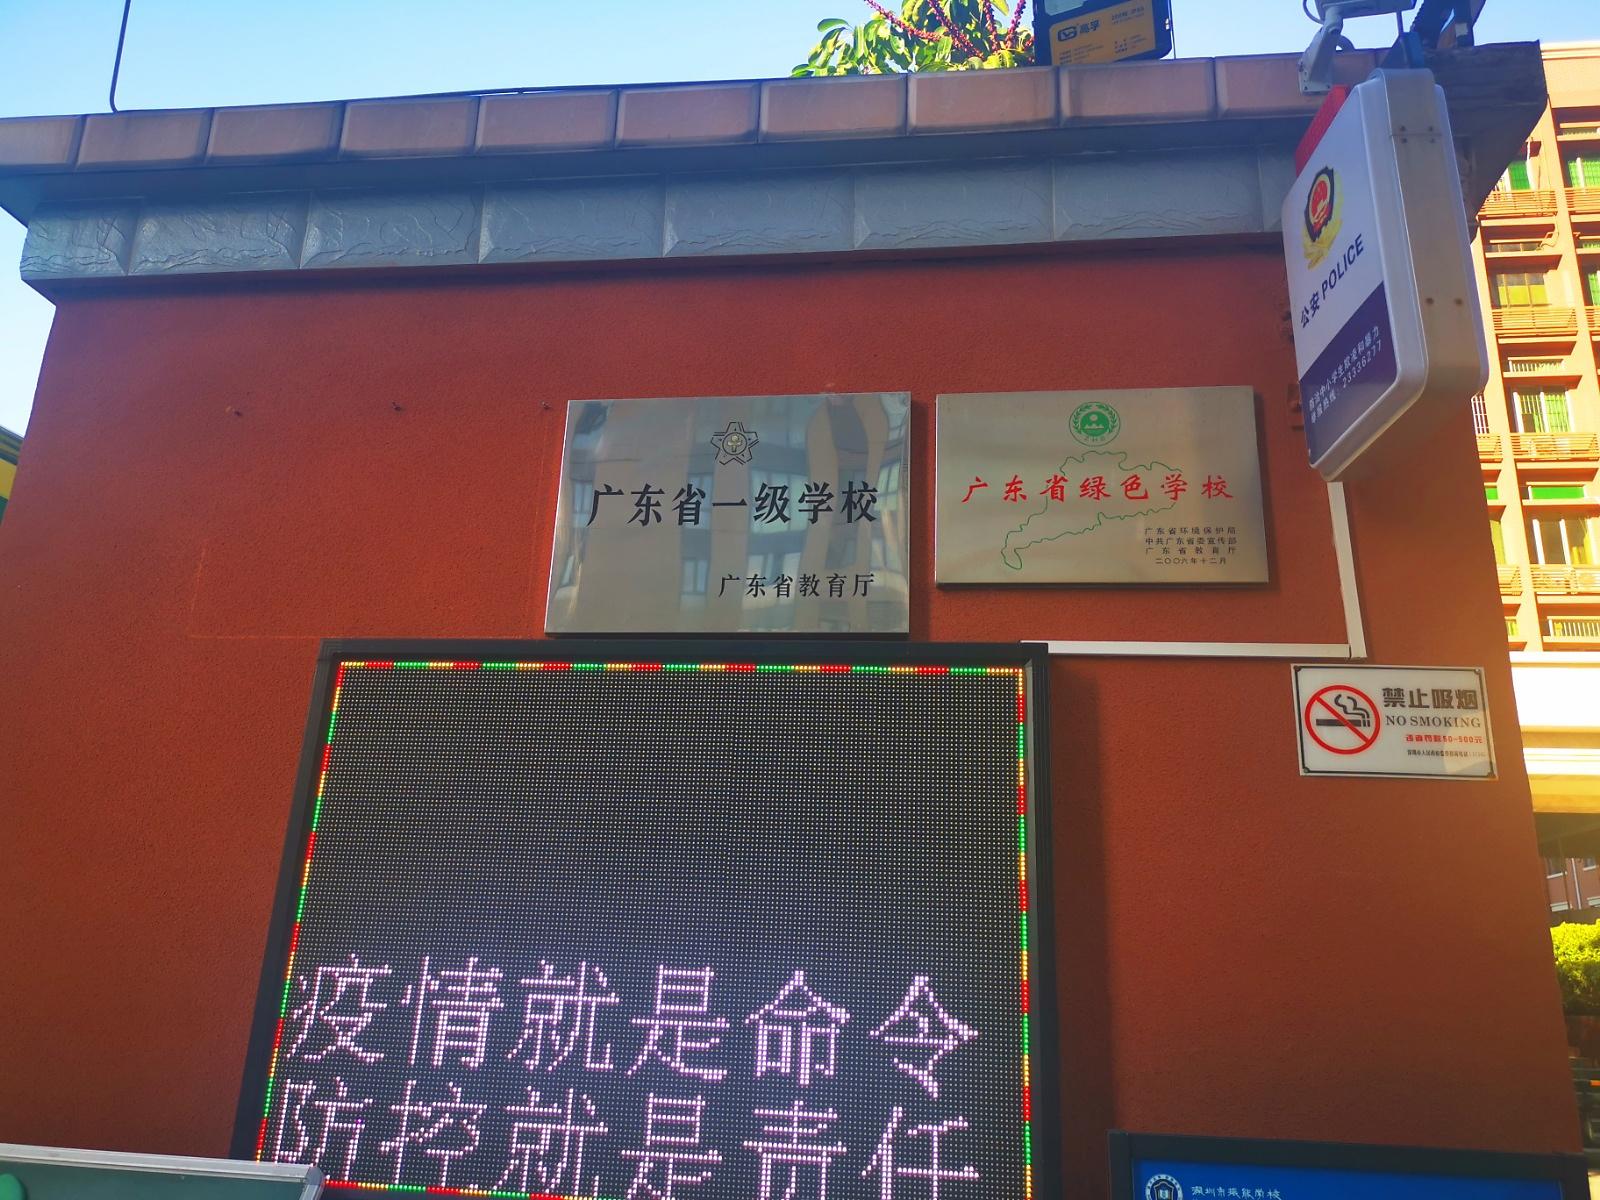 高孚
公安 POLICE
23336277
广东省一级学校
广东省教育厅
广东省绿色学校
广东省环境保护局
中共广东省委宣传部
广东省教育厅
二〇〇六年十二月
禁止吸烟
NO SMOKING
疫情就是命令
防控就是责任